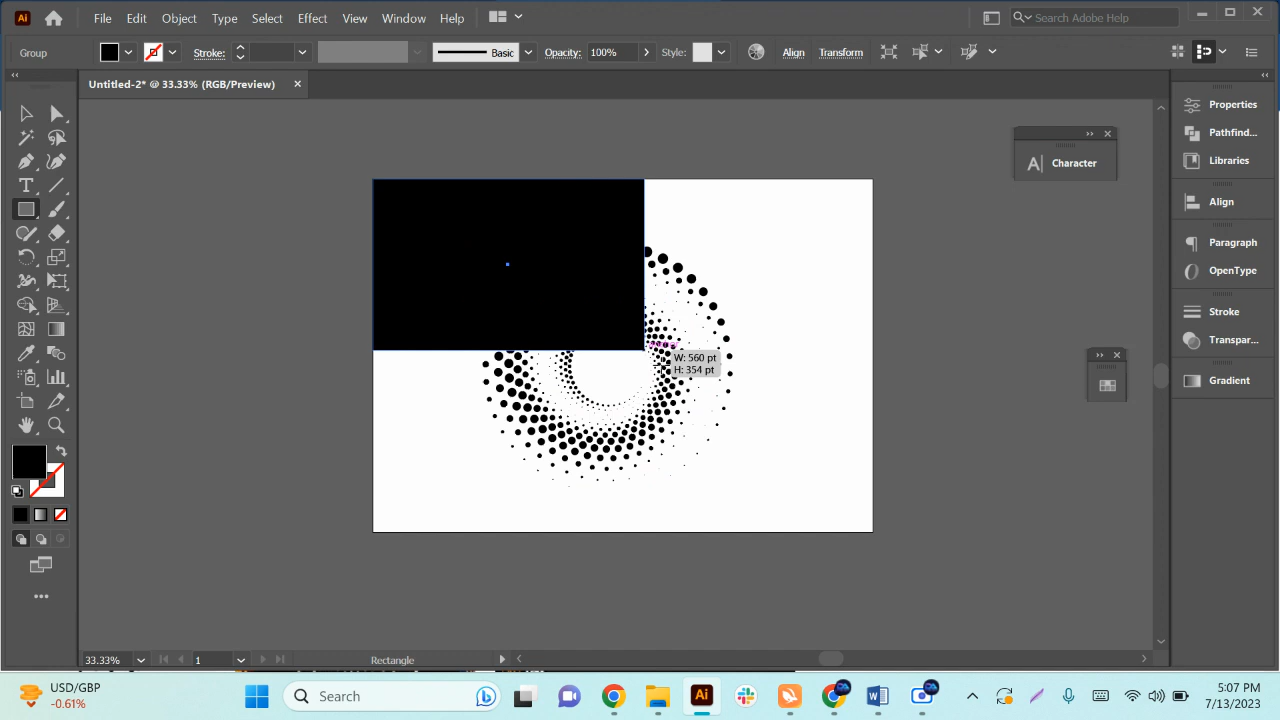 Ai File Edit Object Type Select Effect View Window Help Search Adobe Help
Group Stroke: Basic Opacity: 100% Style: Align Transform
Untitled-2* @ 33.33% (RGB/Preview)
Properties
Pathfind...
Libraries
Align
Paragraph
OpenType
Stroke
Transpar...
Gradient
A Character
T
W: 560 pt
H: 354 pt
33.33% 1 Rectangle
USD/GBP
-0.61%
Search
Ai
W
5:07 PM
7/13/2023